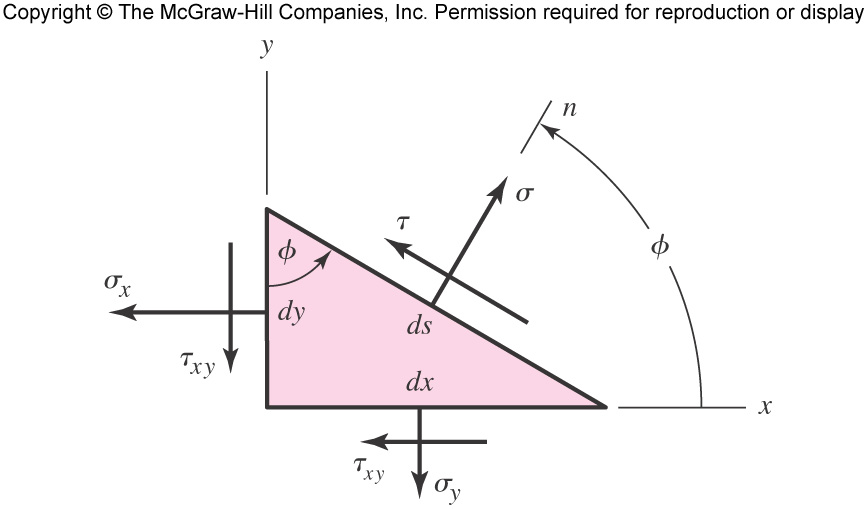 Copyright © The McGraw-Hill Companies, Inc. Permission required for reproduction or display
y
n
σ
τ
ϕ
ϕ
σx
dy
ds
τxy
dx
x
τxy
σy